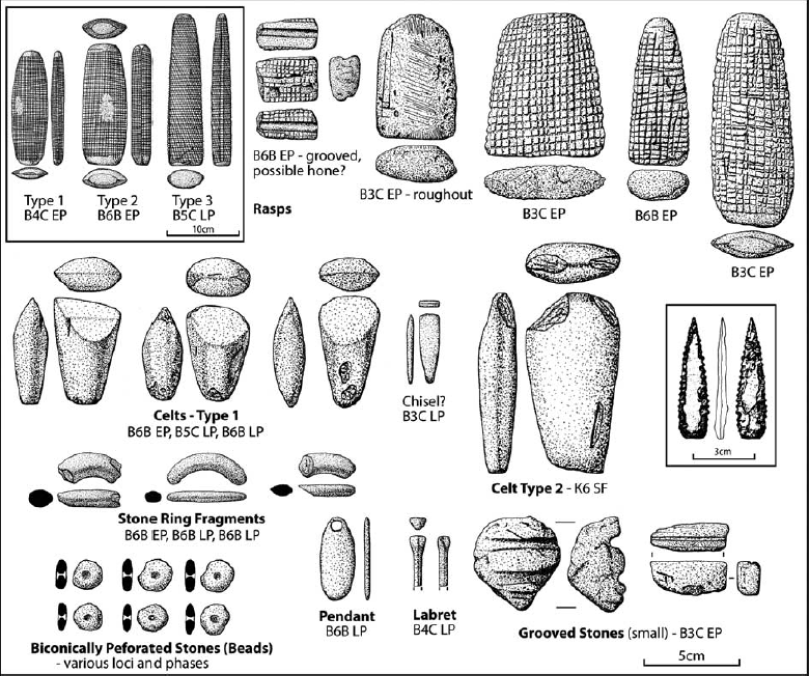 Type 1
B4C EP
Type 2
B6B EP
Type 3
B5C LP
10cm
B6B EP - grooved,
possible hone?
Rasps
B3C EP - roughout
B3C EP
B6B EP
B3C EP
Celts - Type 1
B6B EP, B5C LP, B6B LP
Chisel?
B3C LP
Celt Type 2 - K6 SF
3cm
Stone Ring Fragments
B6B EP, B6B LP, B6B LP
Biconically Peforated Stones (Beads)
- various loci and phases
Pendant
B6B LP
Labret
B4C LP
Grooved Stones (small) - B3C EP
5cm